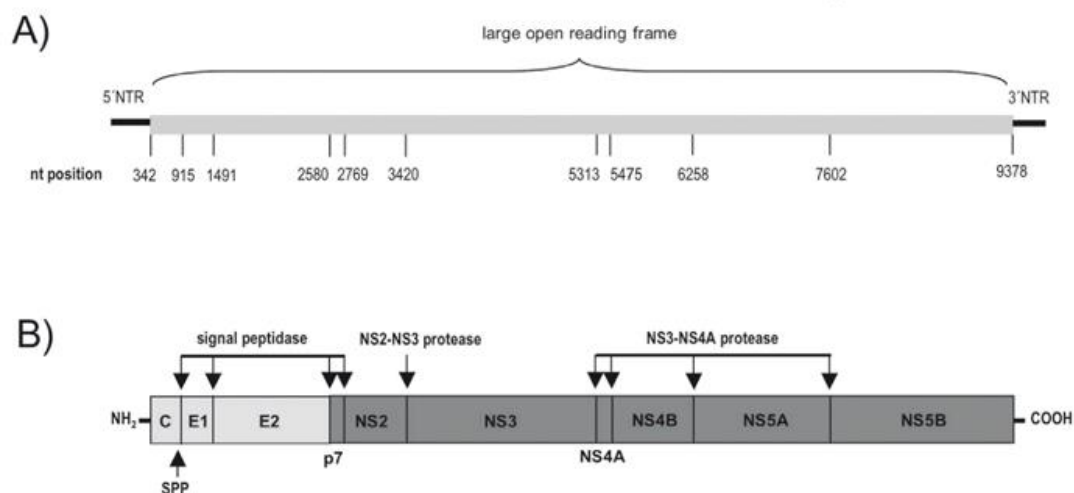 A)
large open reading frame
5´NTR
3´NTR
nt position 342 915 1491 2580 2769 3420 5313 5475 6258 7602 9378
B)
signal peptidase NS2-NS3 protease NS3-NS4A protease
NH2 C E1 E2 NS2 NS3 NS4B NS5A NS5B COOH
p7 NS4A
SPP